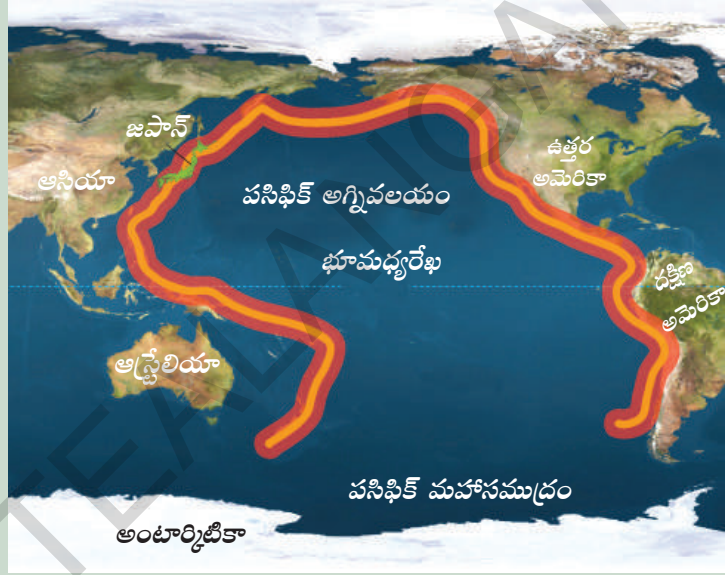 జపాన్
ఆసియా
ఉత్తర
అమెరికా
పసిఫిక్ అగ్నివలయం
భూమధ్యరేఖ
దక్షిణ
అమెరికా
ఆస్ట్రేలియా
పసిఫిక్ మహాసముద్రం
అంటార్కిటికా